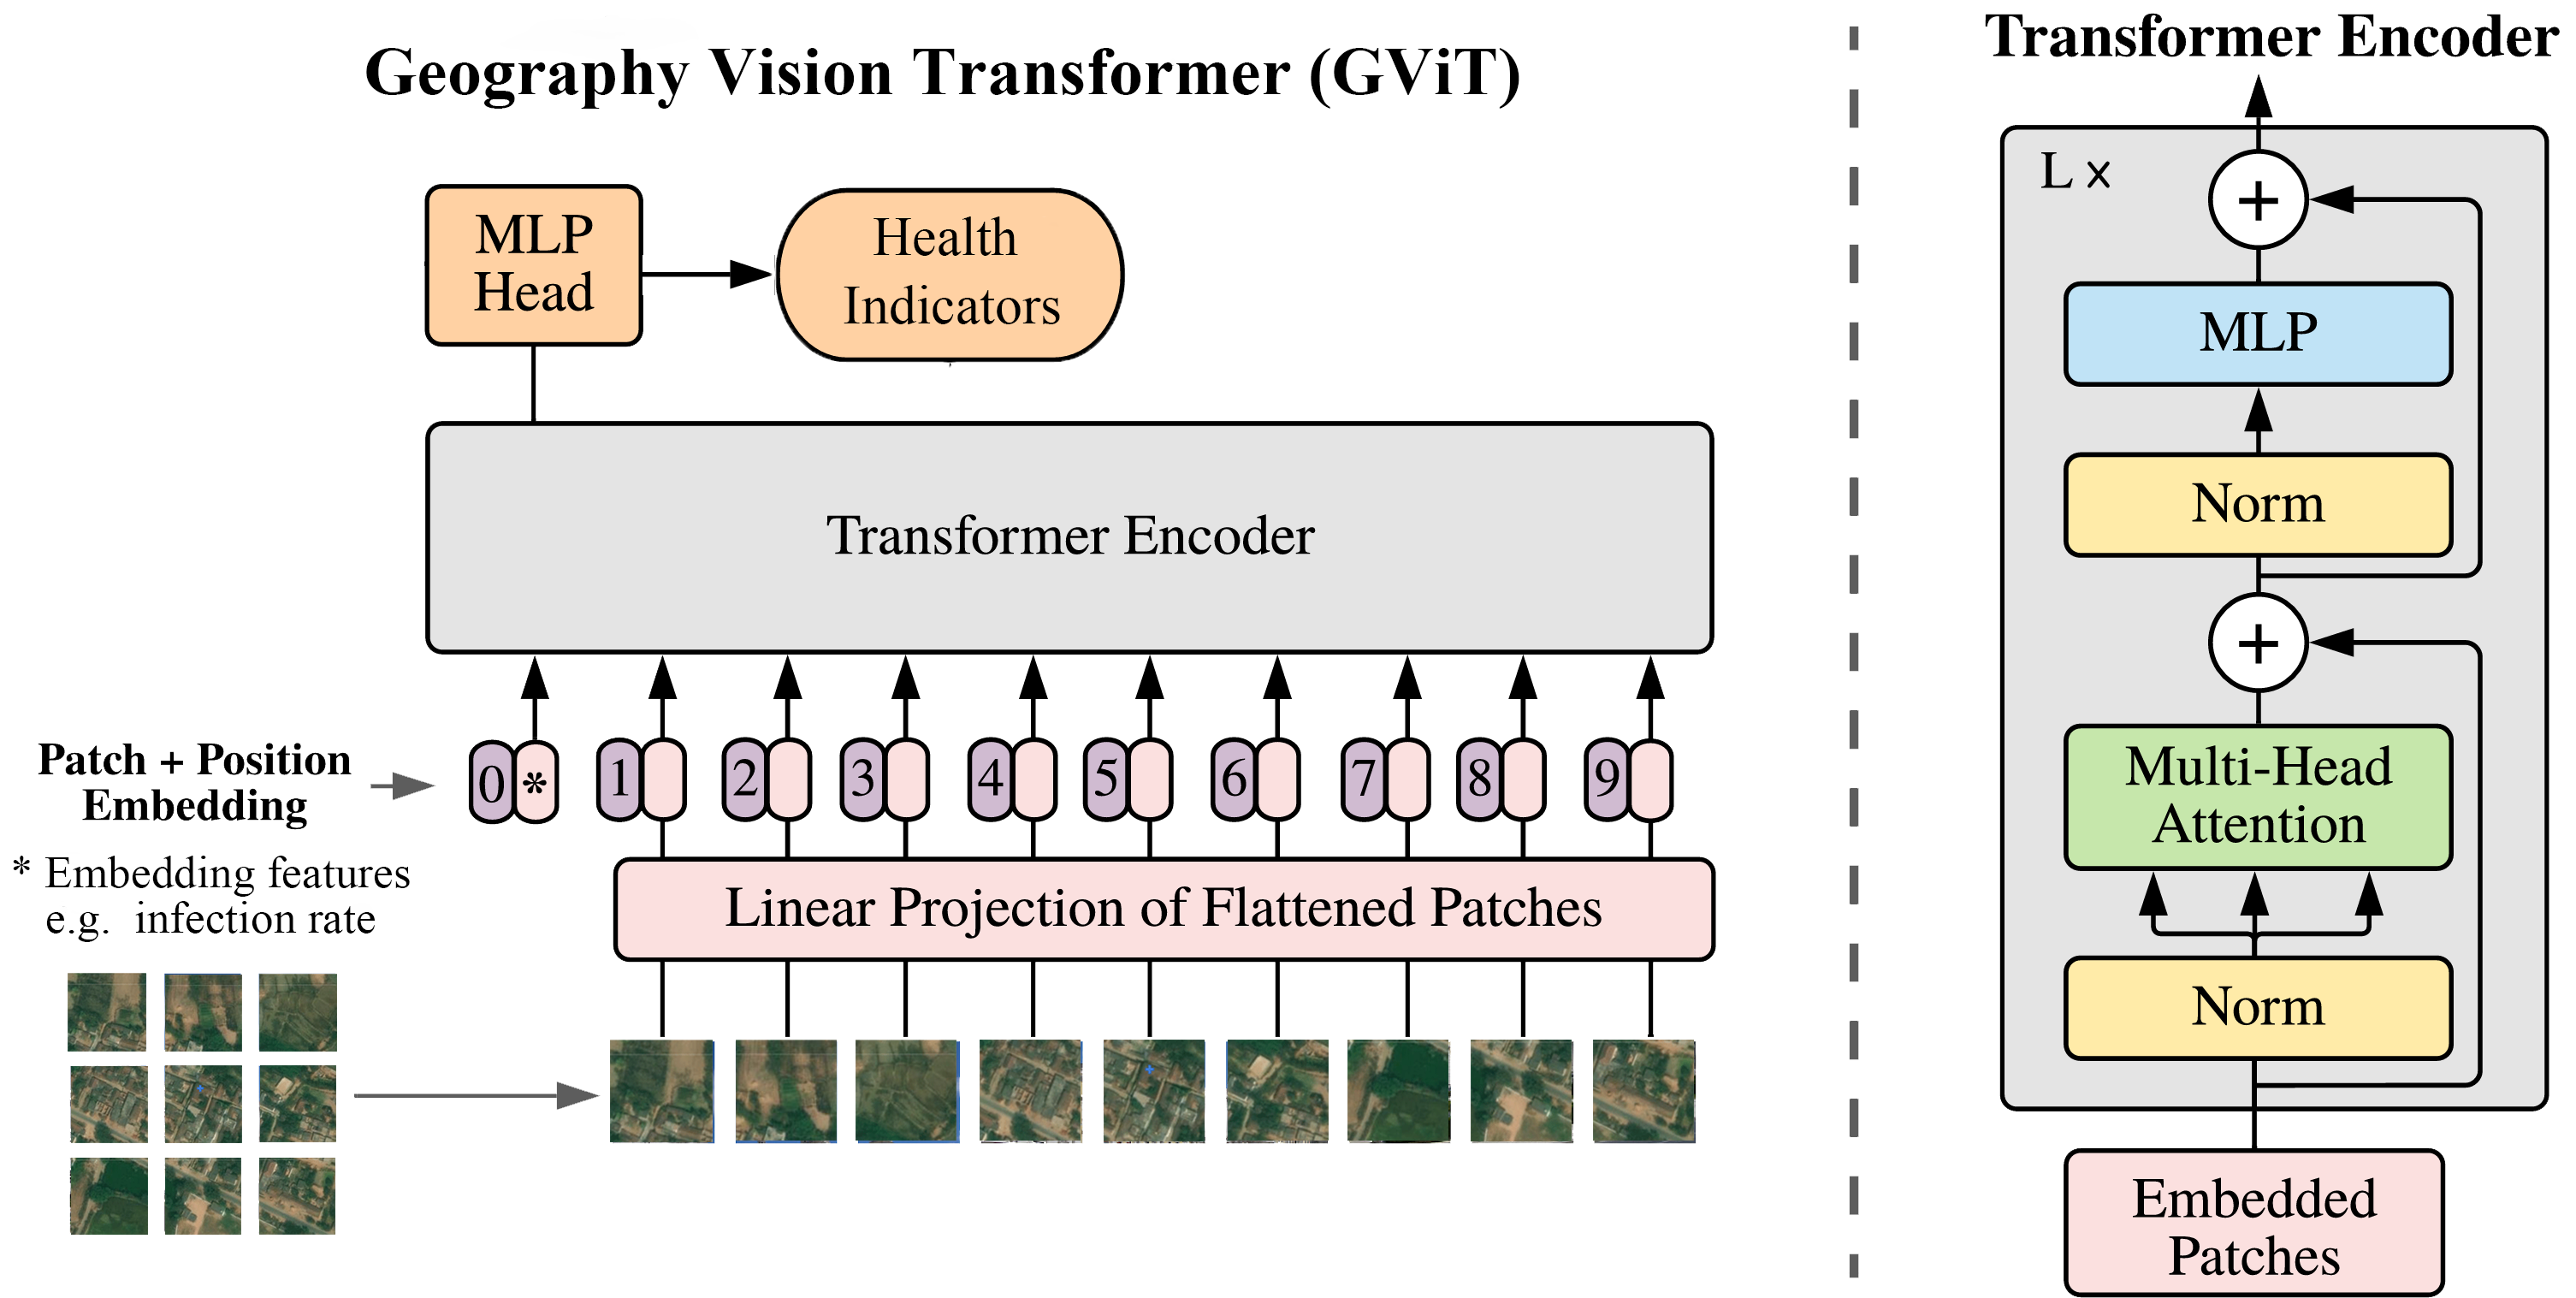 Geography Vision Transformer (GViT)
MLP
Head
Health
Indicators
Transformer Encoder
Patch + Position
Embedding
0 * 1 2 3 4 5 6 7 8 9
* Embedding features
e.g. infection rate
Linear Projection of Flattened Patches
Transformer Encoder
L ×
+
MLP
Norm
+
Multi-Head
Attention
Norm
Embedded
Patches